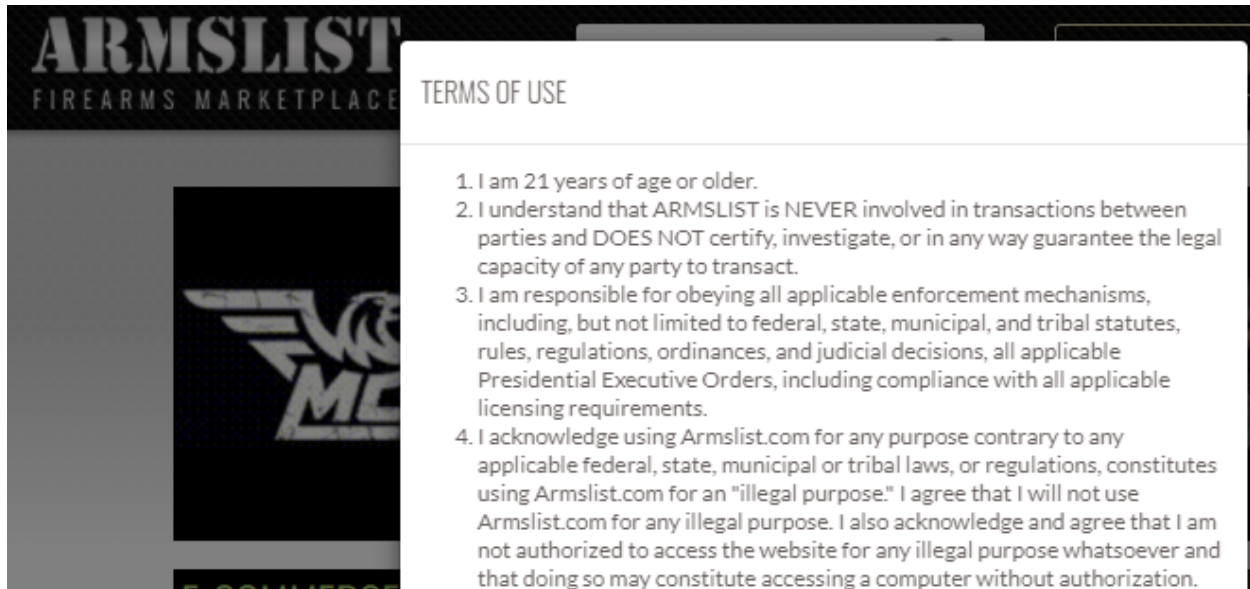 ARMSLIST
FIREARMS MARKETPLACE
TERMS OF USE
1. I am 21 years of age or older.
2. I understand that ARMSLIST is NEVER involved in transactions between
parties and DOES NOT certify, investigate, or in any way guarantee the legal
capacity of any party to transact.
3. I am responsible for obeying all applicable enforcement mechanisms,
including, but not limited to federal, state, municipal, and tribal statutes,
rules, regulations, ordinances, and judicial decisions, all applicable
Presidential Executive Orders, including compliance with all applicable
licensing requirements.
4. I acknowledge using Armslist.com for any purpose contrary to any
applicable federal, state, municipal or tribal laws, or regulations, constitutes
using Armslist.com for an "illegal purpose." I agree that I will not use
Armslist.com for any illegal purpose. I also acknowledge and agree that I am
not authorized to access the website for any illegal purpose whatsoever and
that doing so may constitute accessing a computer without authorization.